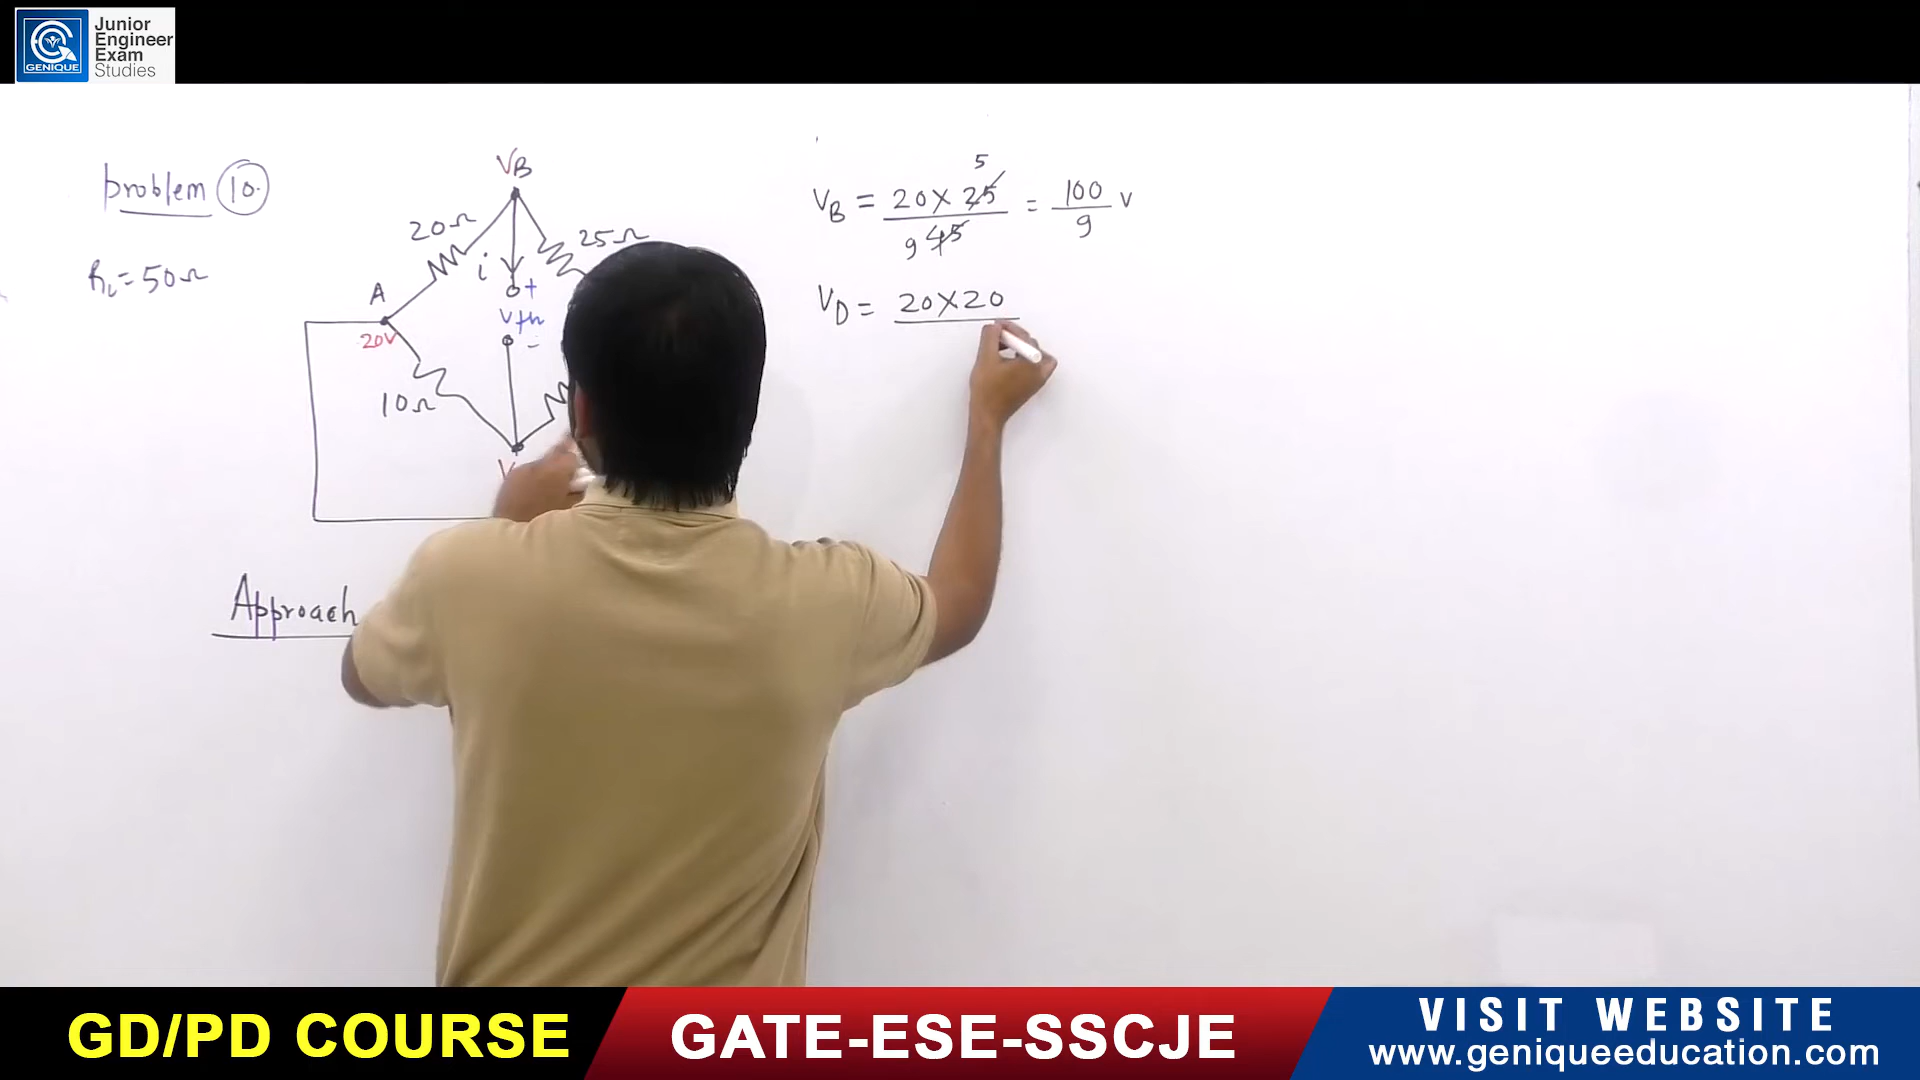 Junior
Engineer
Exam
Studies
GENIQUE
problem 10.
RL = 50Ω
VB
20Ω
25Ω
i
A
+
Vth
-
20V
10Ω
V
Approach
VB = 20 × 25 / 45 = 100 / 9 V
5
9
VD = 20 × 20
GD/PD COURSE
GATE-ESE-SSCJE
VISIT WEBSITE
www.geniqueeducation.com